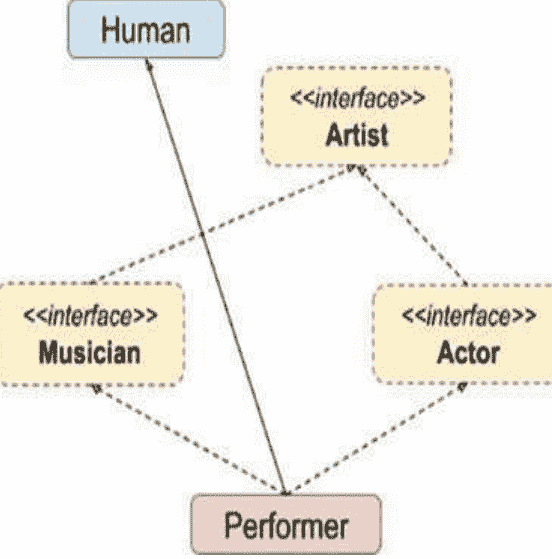 Human
<<interface>>
Artist
<<interface>>
Musician
<<interface>>
Actor
Performer